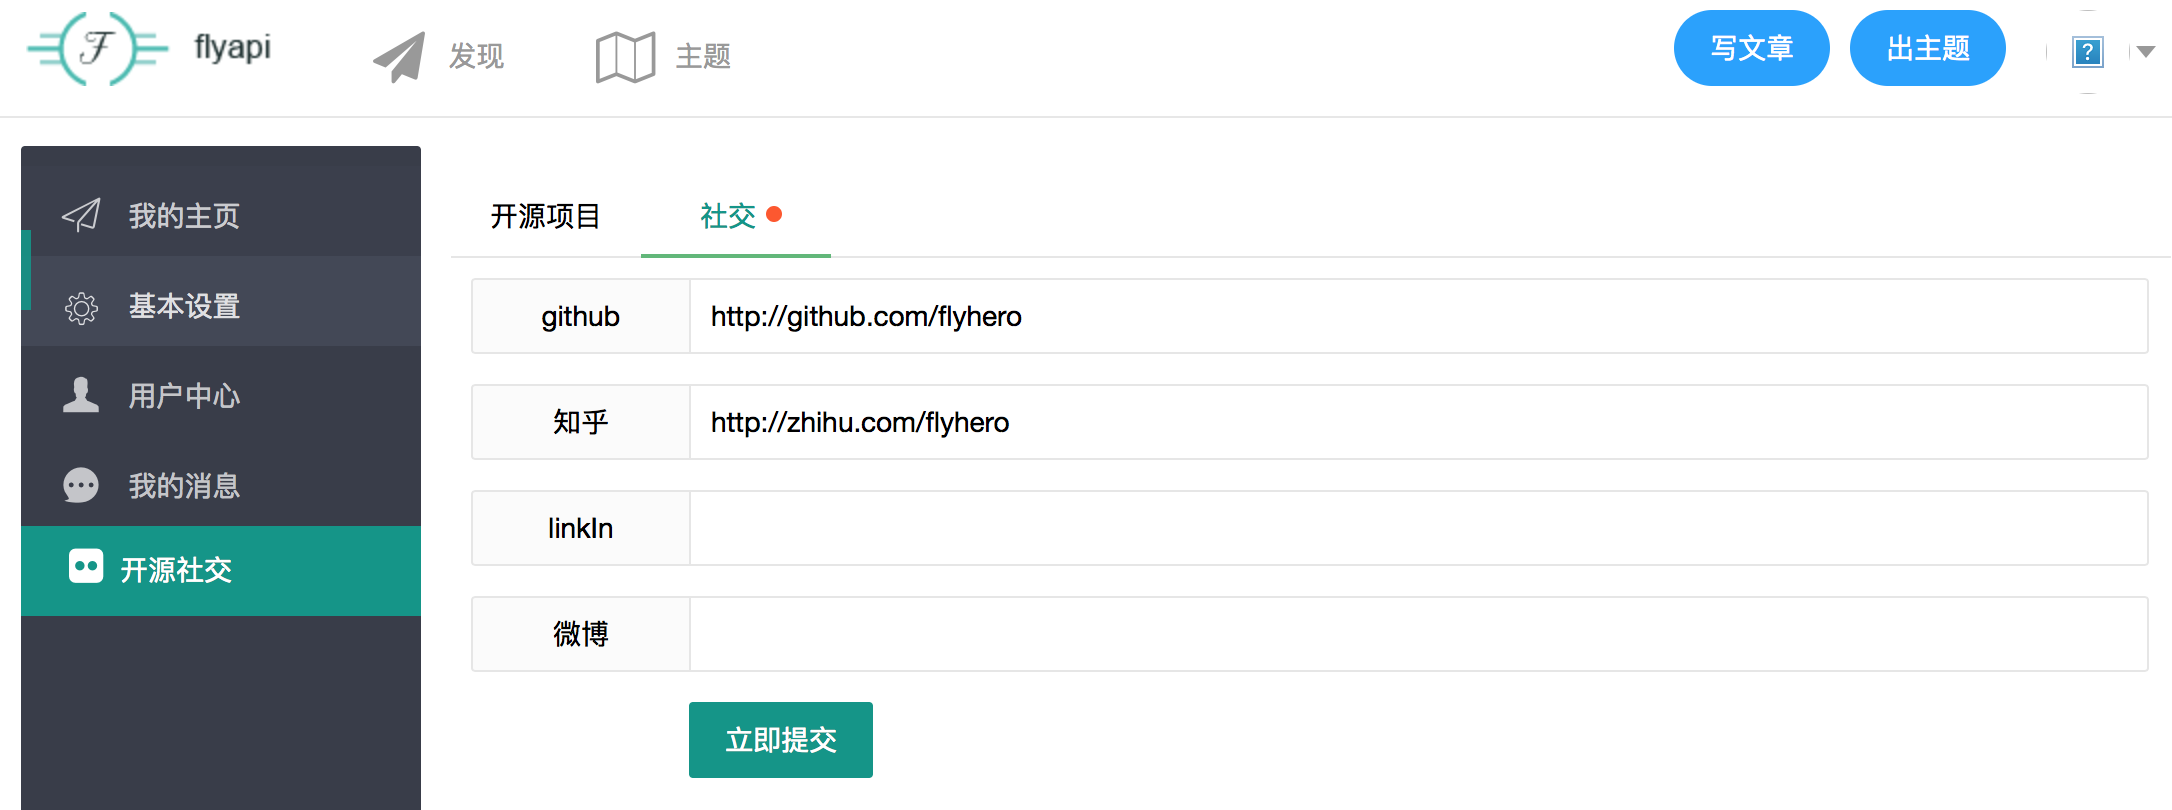 flyapi
发现
主题
写文章
出主题
?
我的主页
基本设置
用户中心
我的消息
开源社交
开源项目
社交
github
http://github.com/flyhero
知乎
http://zhihu.com/flyhero
linkIn
微博
立即提交